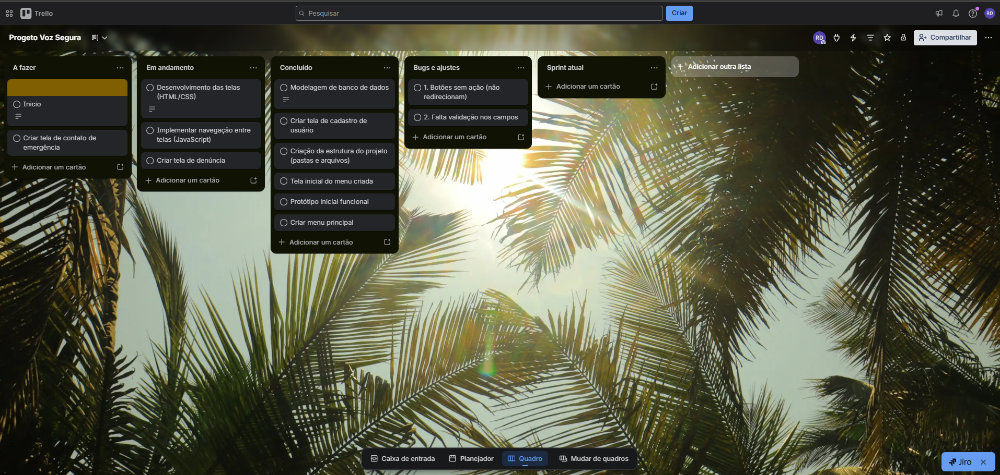 Trello
Pesquisar
Criar
RD
Progeto Voz Segura
RD
Compartilhar
A fazer
Inicio
Criar tela de contato de
emergência
Adicionar um cartão
Em andamento
Desenvolvimento das telas
(HTML/CSS)
Implementar navegação entre
telas (JavaScript)
Criar tela de denúncia
Adicionar um cartão
Concluído
Modelagem de banco de dados
Criar tela de cadastro de
usuário
Criação da estrutura do projeto
(pastas e arquivos)
Tela inicial do menu criada
Protótipo inicial funcional
Criar menu principal
Adicionar um cartão
Bugs e ajustes
1. Botões sem ação (não
redirecionam)
2. Falta validação nos campos
Adicionar um cartão
Sprint atual
Adicionar um cartão
Adicionar outra lista
Caixa de entrada
Planejador
Quadro
Mudar de quadros
Jira